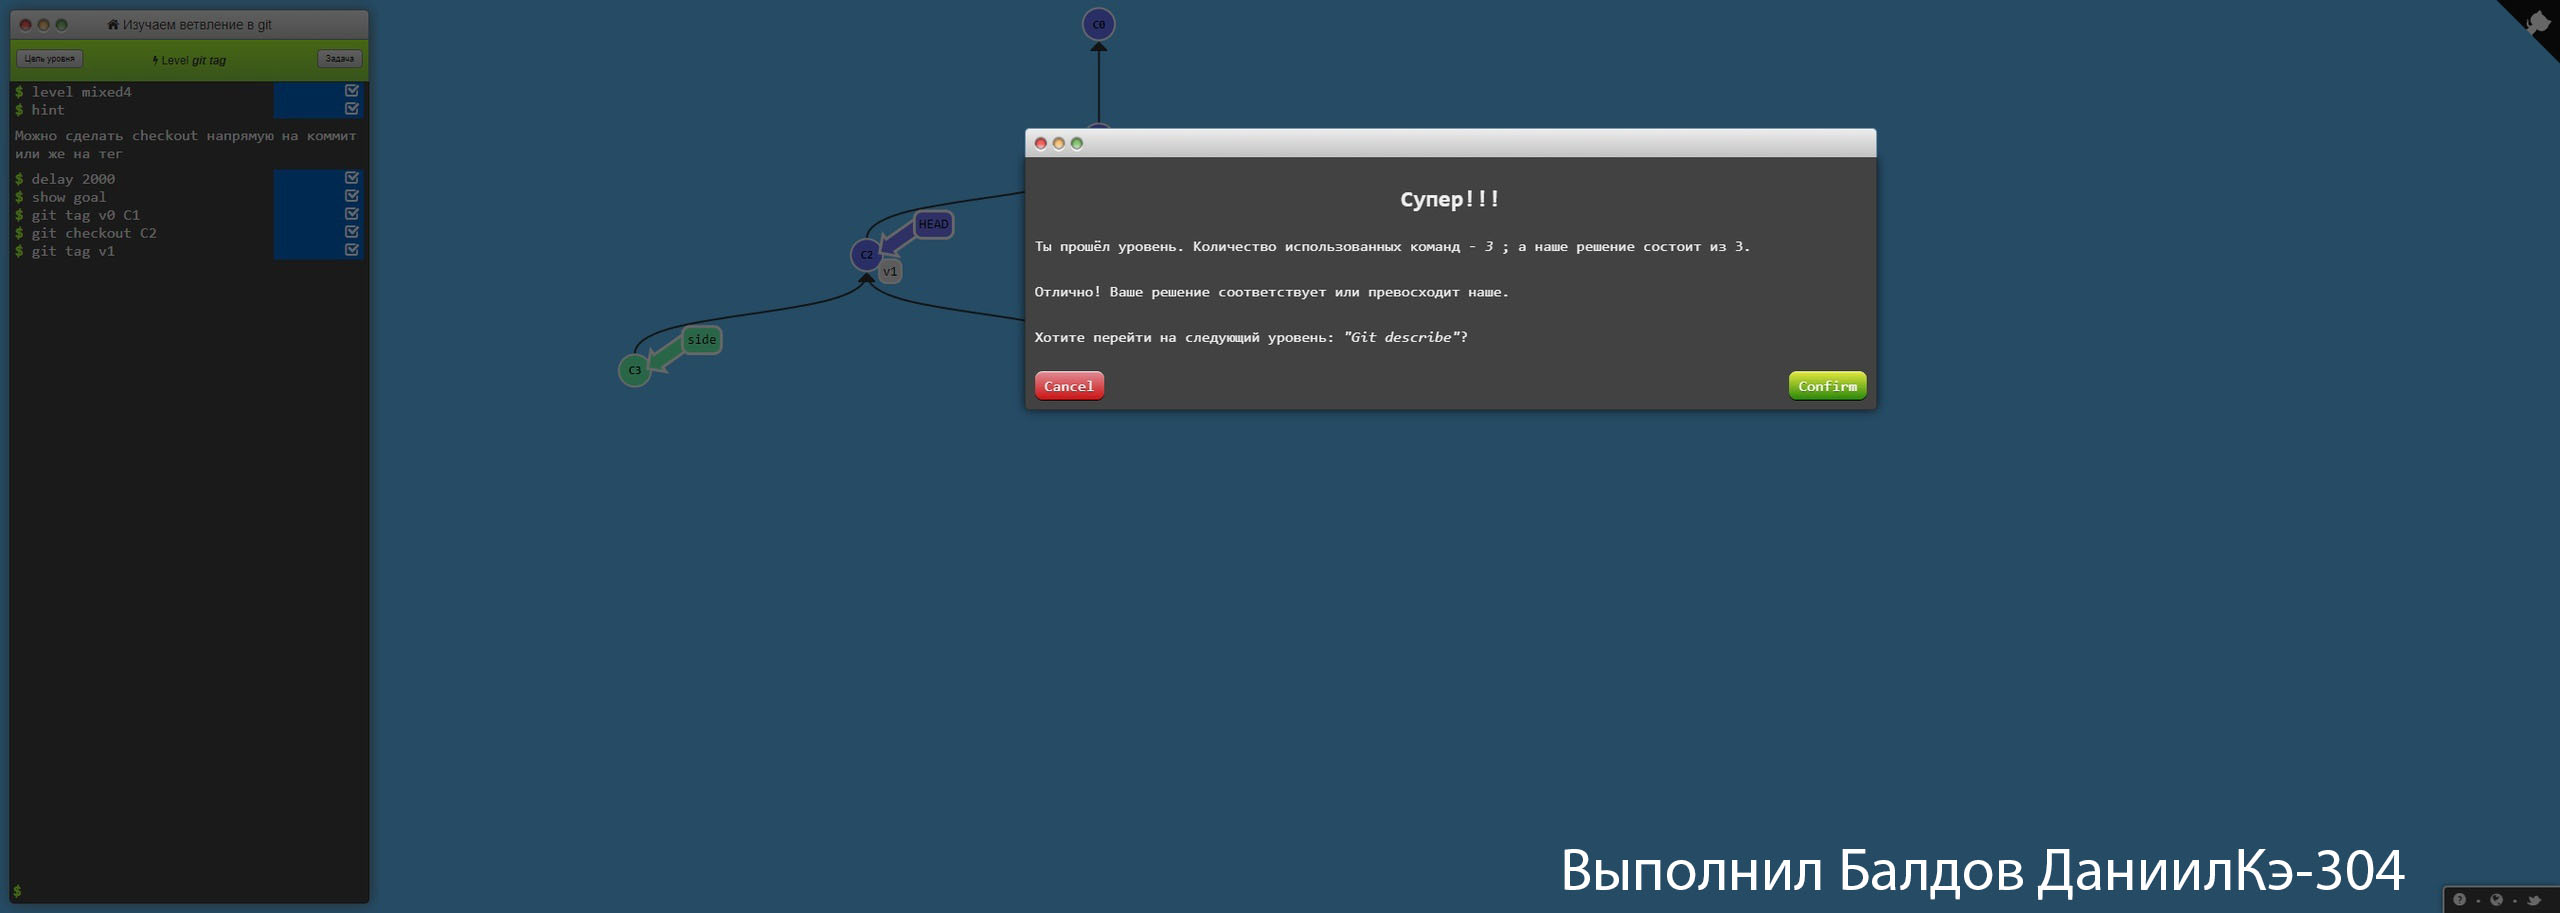 Изучаем ветвление в git
Цель уровня
Level git tag
Задача
$ level mixed4
$ hint
Можно сделать checkout напрямую на коммит
или же на тег
$ delay 2000
$ show goal
$ git tag v0 C1
$ git checkout C2
$ git tag v1
$
C0
HEAD
C2
v1
side
C3
Супер!!!
Ты прошёл уровень. Количество использованных команд - 3 ; а наше решение состоит из 3.
Отлично! Ваше решение соответствует или превосходит наше.
Хотите перейти на следующий уровень: "Git describe"?
Cancel
Confirm
Выполнил Балдов ДаниилКэ-304